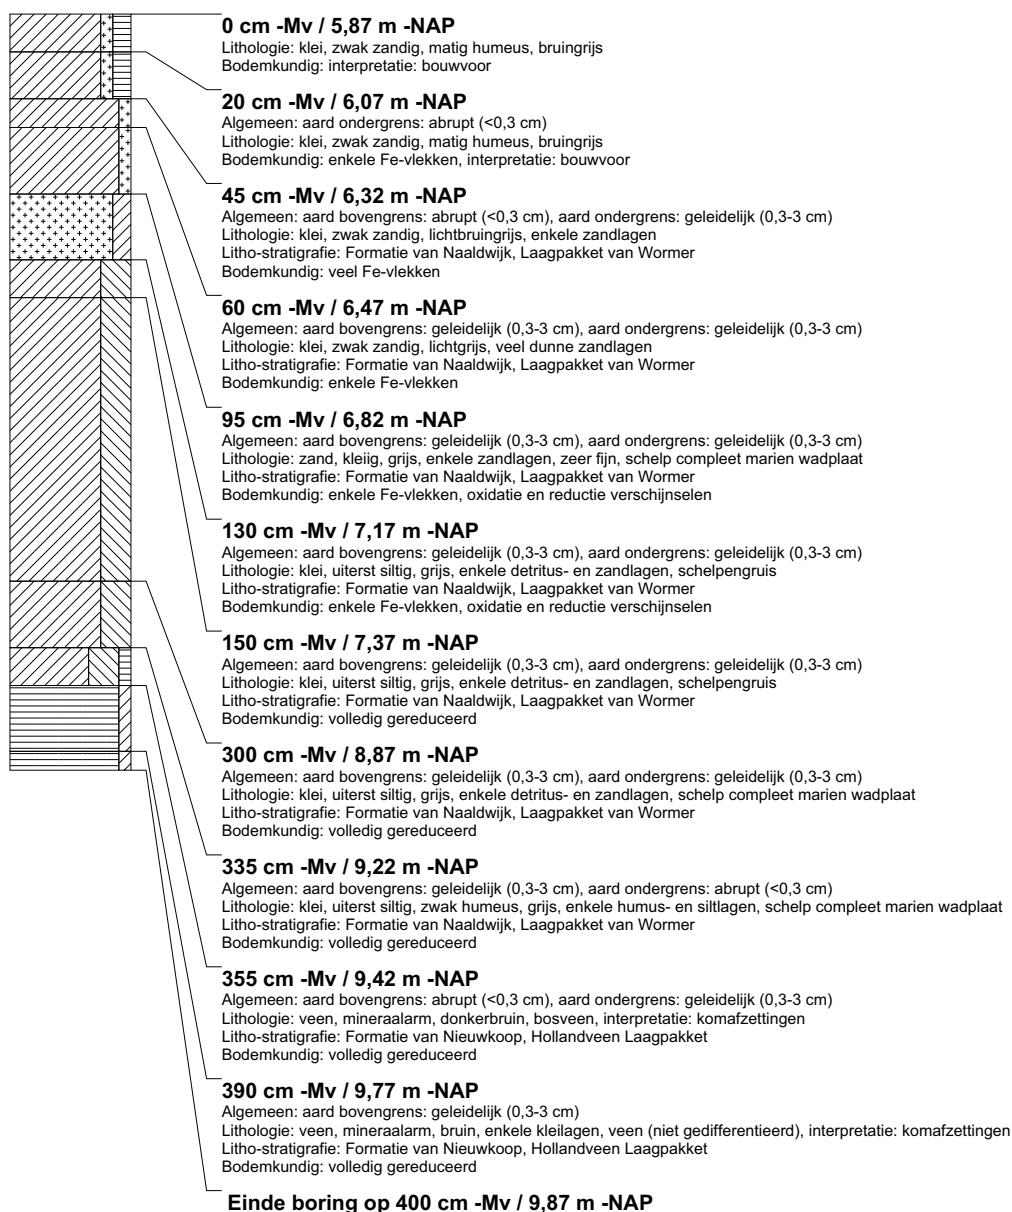 0 cm -Mv / 5,87 m -NAP
Lithologie: klei, zwak zandig, matig humeus, bruingrijs
Bodemkundig: interpretatie: bouwvoor
20 cm -Mv / 6,07 m -NAP
Algemeen: aard ondergrens: abrupt (<0,3 cm)
Lithologie: klei, zwak zandig, matig humeus, bruingrijs
Bodemkundig: enkele Fe-vlekken, interpretatie: bouwvoor
45 cm -Mv / 6,32 m -NAP
Algemeen: aard bovengrens: abrupt (<0,3 cm), aard ondergrens: geleidelijk (0,3-3 cm)
Lithologie: klei, zwak zandig, lichtbruingrijs, enkele zandlagen
Litho-stratigrafie: Formatie van Naaldwijk, Laagpakket van Wormer
Bodemkundig: veel Fe-vlekken
60 cm -Mv / 6,47 m -NAP
Algemeen: aard bovengrens: geleidelijk (0,3-3 cm), aard ondergrens: geleidelijk (0,3-3 cm)
Lithologie: klei, zwak zandig, lichtgrijs, veel dunne zandlagen
Litho-stratigrafie: Formatie van Naaldwijk, Laagpakket van Wormer
Bodemkundig: enkele Fe-vlekken
95 cm -Mv / 6,82 m -NAP
Algemeen: aard bovengrens: geleidelijk (0,3-3 cm), aard ondergrens: geleidelijk (0,3-3 cm)
Lithologie: zand, kleiig, grijs, enkele zandlagen, zeer fijn, schelp compleet marien wadplaat
Litho-stratigrafie: Formatie van Naaldwijk, Laagpakket van Wormer
Bodemkundig: enkele Fe-vlekken, oxidatie en reductie verschijnselen
130 cm -Mv / 7,17 m -NAP
Algemeen: aard bovengrens: geleidelijk (0,3-3 cm), aard ondergrens: geleidelijk (0,3-3 cm)
Lithologie: klei, uiterst siltig, grijs, enkele detritus- en zandlagen, schelpengruis
Litho-stratigrafie: Formatie van Naaldwijk, Laagpakket van Wormer
Bodemkundig: enkele Fe-vlekken, oxidatie en reductie verschijnselen
150 cm -Mv / 7,37 m -NAP
Algemeen: aard bovengrens: geleidelijk (0,3-3 cm), aard ondergrens: geleidelijk (0,3-3 cm)
Lithologie: klei, uiterst siltig, grijs, enkele detritus- en zandlagen, schelpengruis
Litho-stratigrafie: Formatie van Naaldwijk, Laagpakket van Wormer
Bodemkundig: volledig gereduceerd
300 cm -Mv / 8,87 m -NAP
Algemeen: aard bovengrens: geleidelijk (0,3-3 cm), aard ondergrens: geleidelijk (0,3-3 cm)
Lithologie: klei, uiterst siltig, grijs, enkele detritus- en zandlagen, schelp compleet marien wadplaat
Litho-stratigrafie: Formatie van Naaldwijk, Laagpakket van Wormer
Bodemkundig: volledig gereduceerd
335 cm -Mv / 9,22 m -NAP
Algemeen: aard bovengrens: geleidelijk (0,3-3 cm), aard ondergrens: abrupt (<0,3 cm)
Lithologie: klei, uiterst siltig, zwak humeus, grijs, enkele humus- en siltlagen, schelp compleet marien wadplaat
Litho-stratigrafie: Formatie van Naaldwijk, Laagpakket van Wormer
Bodemkundig: volledig gereduceerd
355 cm -Mv / 9,42 m -NAP
Algemeen: aard bovengrens: abrupt (<0,3 cm), aard ondergrens: geleidelijk (0,3-3 cm)
Lithologie: veen, mineraalarm, donkerbruin, bosveen, interpretatie: komafzettingen
Litho-stratigrafie: Formatie van Nieuwkoop, Hollandveen Laagpakket
Bodemkundig: volledig gereduceerd
390 cm -Mv / 9,77 m -NAP
Algemeen: aard bovengrens: geleidelijk (0,3-3 cm)
Lithologie: veen, mineraalarm, bruin, enkele kleilagen, veen (niet gedifferentieerd), interpretatie: komafzettingen
Litho-stratigrafie: Formatie van Nieuwkoop, Hollandveen Laagpakket
Bodemkundig: volledig gereduceerd
Einde boring op 400 cm -Mv / 9,87 m -NAP